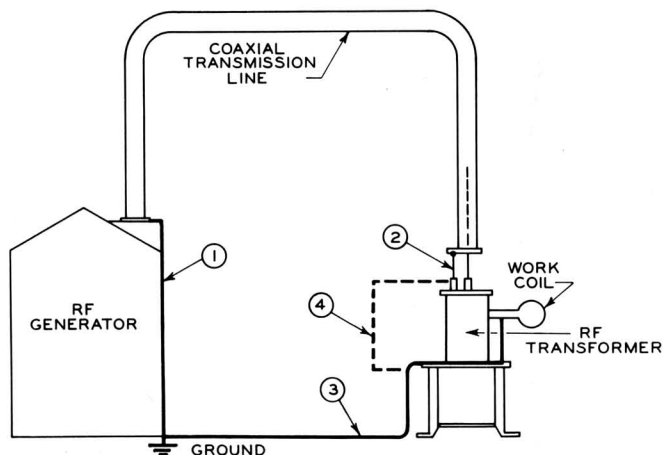 COAXIAL
TRANSMISSION
LINE
1
2
WORK
COIL
RF
GENERATOR
4
RF
TRANSFORMER
3
GROUND